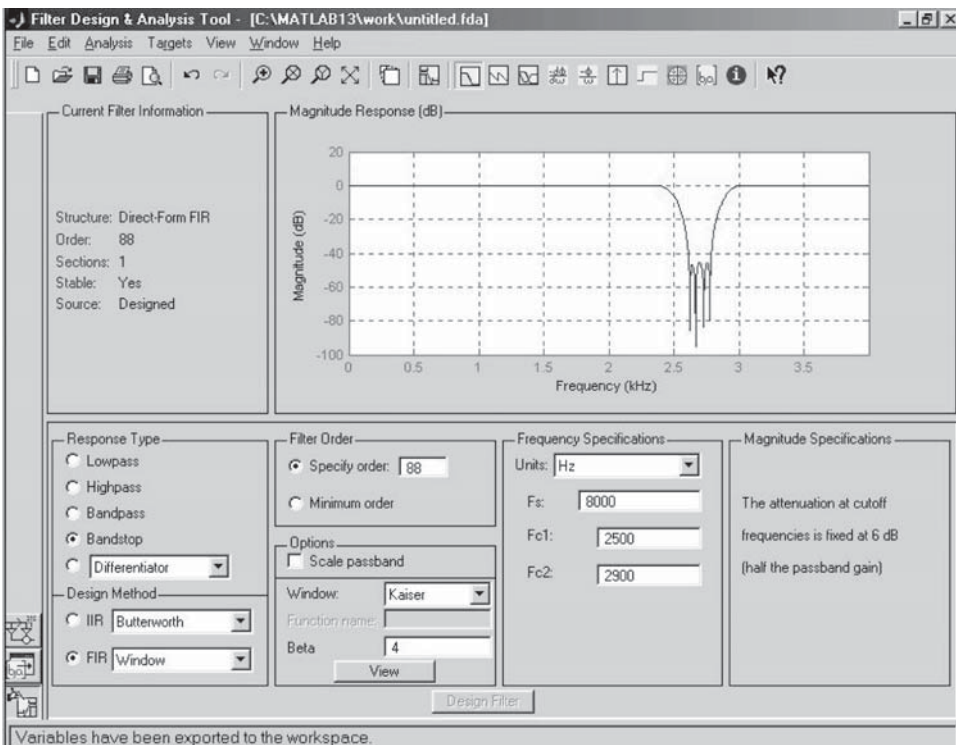 Filter Design & Analysis Tool - [C:\MATLAB13\work\untitled.fda]
File Edit Analysis Targets View Window Help
Current Filter Information
Structure: Direct-Form FIR
Order: 88
Sections: 1
Stable: Yes
Source: Designed
Magnitude Response (dB)
Magnitude (dB)
20
0
-20
-40
-60
-80
-100
0 0.5 1 1.5 2 2.5 3 3.5
Frequency (kHz)
Response Type
Lowpass
Highpass
Bandpass
Bandstop
Differentiator
Design Method
IIR Butterworth
FIR Window
Filter Order
Specify order: 88
Minimum order
Options
Scale passband
Window: Kaiser
Function name:
Beta 4
View
Frequency Specifications
Units: Hz
Fs: 8000
Fc1: 2500
Fc2: 2900
Magnitude Specifications
The attenuation at cutoff
frequencies is fixed at 6 dB
(half the passband gain)
Design Filter
Variables have been exported to the workspace.